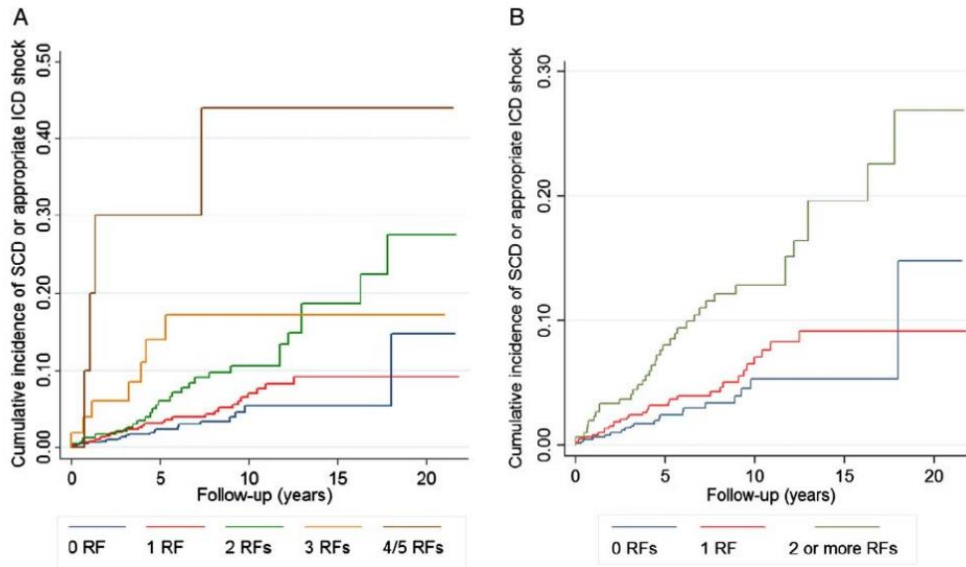 A
Cumulative incidence of SCD or appropriate ICD shock
0.50
0.40
0.30
0.20
0.10
0.00
0
5
10
15
20
Follow-up (years)
0 RF
1 RF
2 RFs
3 RFs
4/5 RFs
B
Cumulative incidence of SCD or appropriate ICD shock
0.30
0.20
0.10
0.00
0
5
10
15
20
Follow-up (years)
0 RFs
1 RF
2 or more RFs